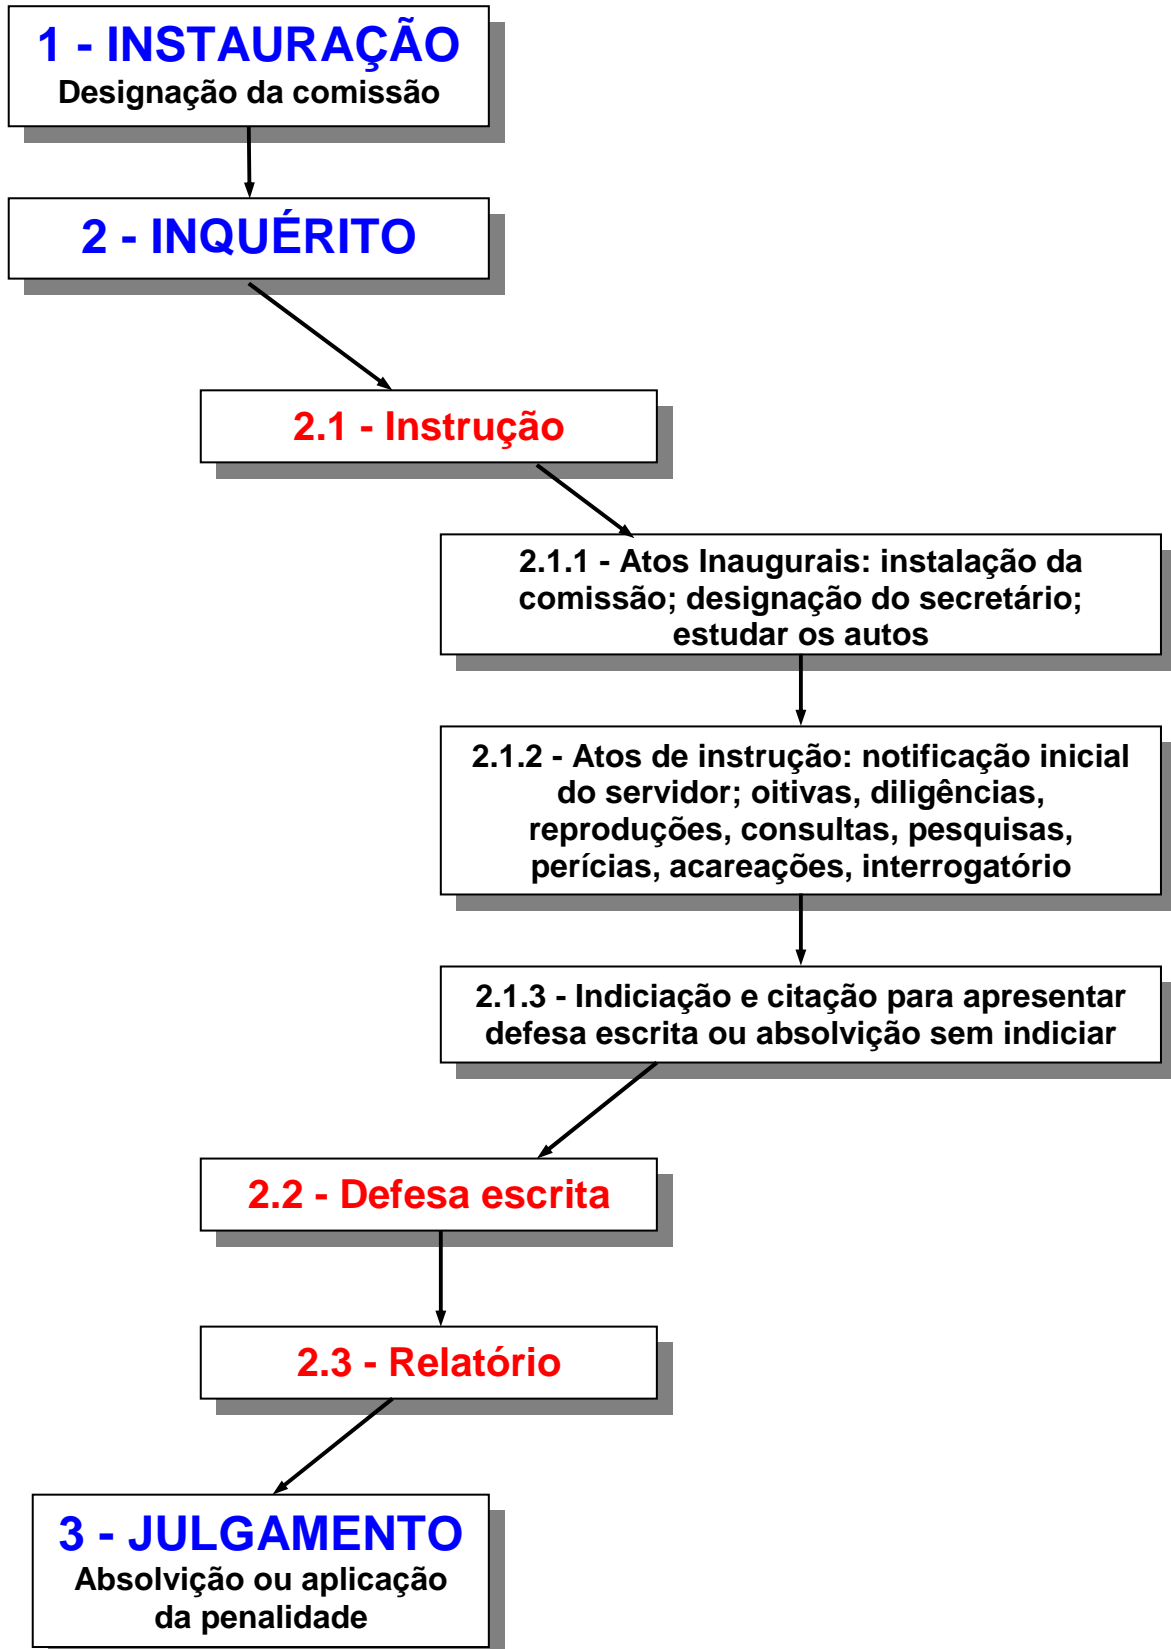 1 - INSTAURAÇÃO
Designação da comissão
2 - INQUÉRITO
2.1 - Instrução
2.1.1 - Atos Inaugurais: instalação da
comissão; designação do secretário;
estudar os autos
2.1.2 - Atos de instrução: notificação inicial
do servidor; oitivas, diligências,
reproduções, consultas, pesquisas,
perícias, acareações, interrogatório
2.1.3 - Indiciação e citação para apresentar
defesa escrita ou absolvição sem indiciar
2.2 - Defesa escrita
2.3 - Relatório
3 - JULGAMENTO
Absolvição ou aplicação
da penalidade